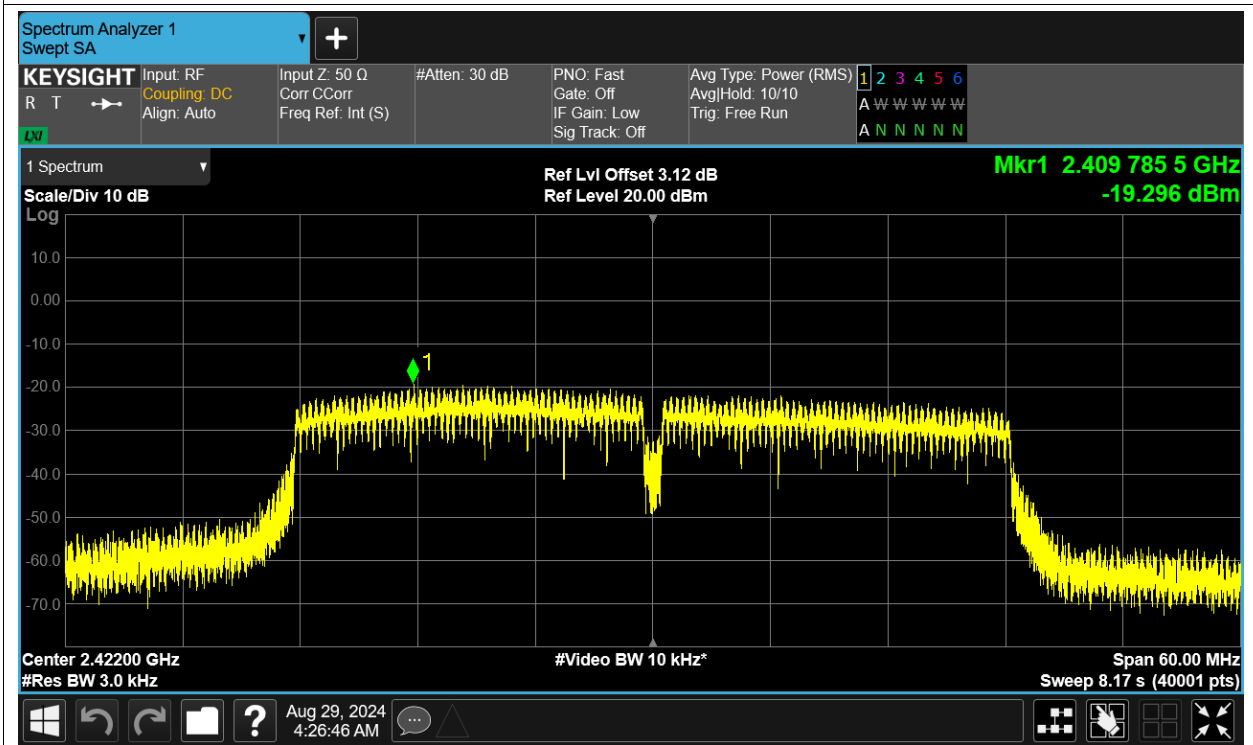 Spectrum Analyzer 1
Swept SA
KEYSIGHT
R T
LXI
Input: RF
Coupling: DC
Align: Auto
Input Z: 50 Ω
Corr CCorr
Freq Ref: Int (S)
#Atten: 30 dB
PNO: Fast
Gate: Off
IF Gain: Low
Sig Track: Off
Avg Type: Power (RMS)
Avg|Hold: 10/10
Trig: Free Run
1 2 3 4 5 6
A W W W W W
A N N N N N
1 Spectrum
Scale/Div 10 dB
Log
Ref Lvl Offset 3.12 dB
Ref Level 20.00 dBm
Mkr1 2.409 785 5 GHz
-19.296 dBm
10.0
0.00
-10.0
1
-20.0
-30.0
-40.0
-50.0
-60.0
-70.0
Center 2.42200 GHz
#Res BW 3.0 kHz
#Video BW 10 kHz*
Span 60.00 MHz
Sweep 8.17 s (40001 pts)
?
Aug 29, 2024
4:26:46 AM